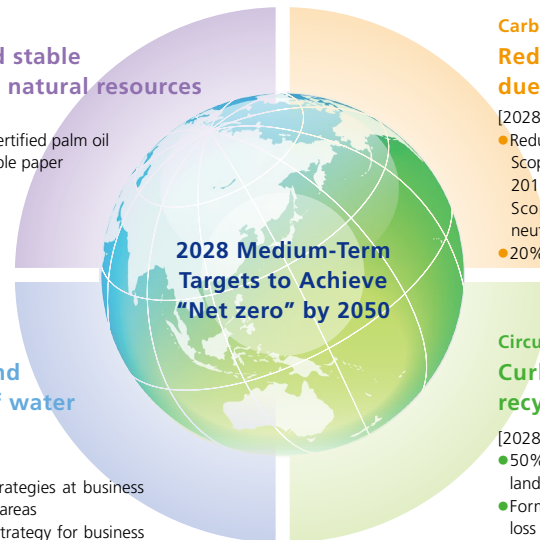 d stable
natural resources
ertified palm oil
ble paper
Carb
Red
due
[2028
●Redu
Scop
201
Sco
neut
●20%
2028 Medium-Term
Targets to Achieve
“Net zero” by 2050
nd
f water
rategies at business
areas
trategy for business
Circu
Curl
recy
[2028
●50%
land
●Form
loss